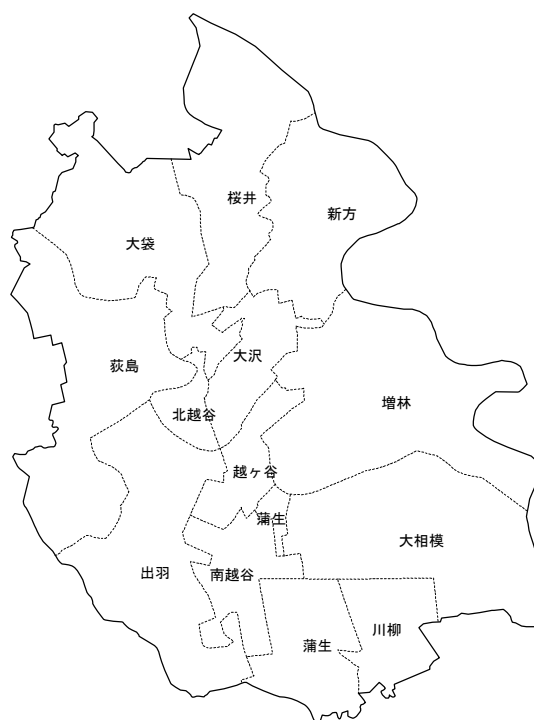 桜井
新方
大袋
大沢
荻島
増林
北越谷
越ヶ谷
蒲生
大相模
出羽
南越谷
川柳
蒲生